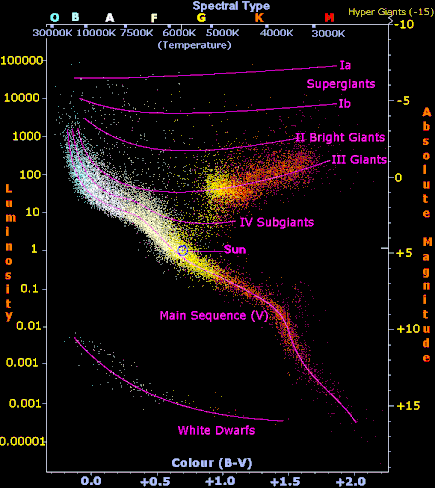 Spectral Type
Hyper Giants (-15)
O B A F G K M
30000K 10000K 7500K 6000K 5000K 4000K 3000K
(Temperature)
-10
100000
Ia
Supergiants
10000
Ib
-5
1000
II Bright Giants
III Giants
100
0
10
IV Subgiants
1
Sun
+5
0.1
Main Sequence (V)
0.01
+10
0.001
0.001
+15
White Dwarfs
0.00001
Colour (B-V)
0.0 +0.5 +1.0 +1.5 +2.0
Luminosity
Absolute Magnitude